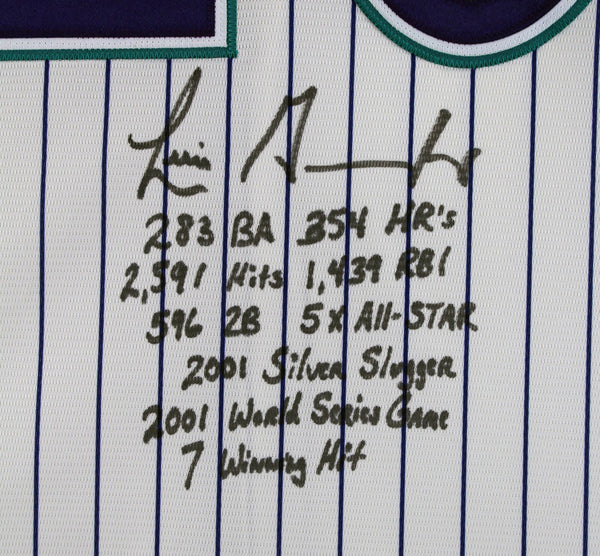 Luis G
283 BA 354 HR's
2,591 Hits 1,439 RBI
596 2B 5x All-STAR
2001 Silver Slugger
2001 World Series Game
7 Winning Hit